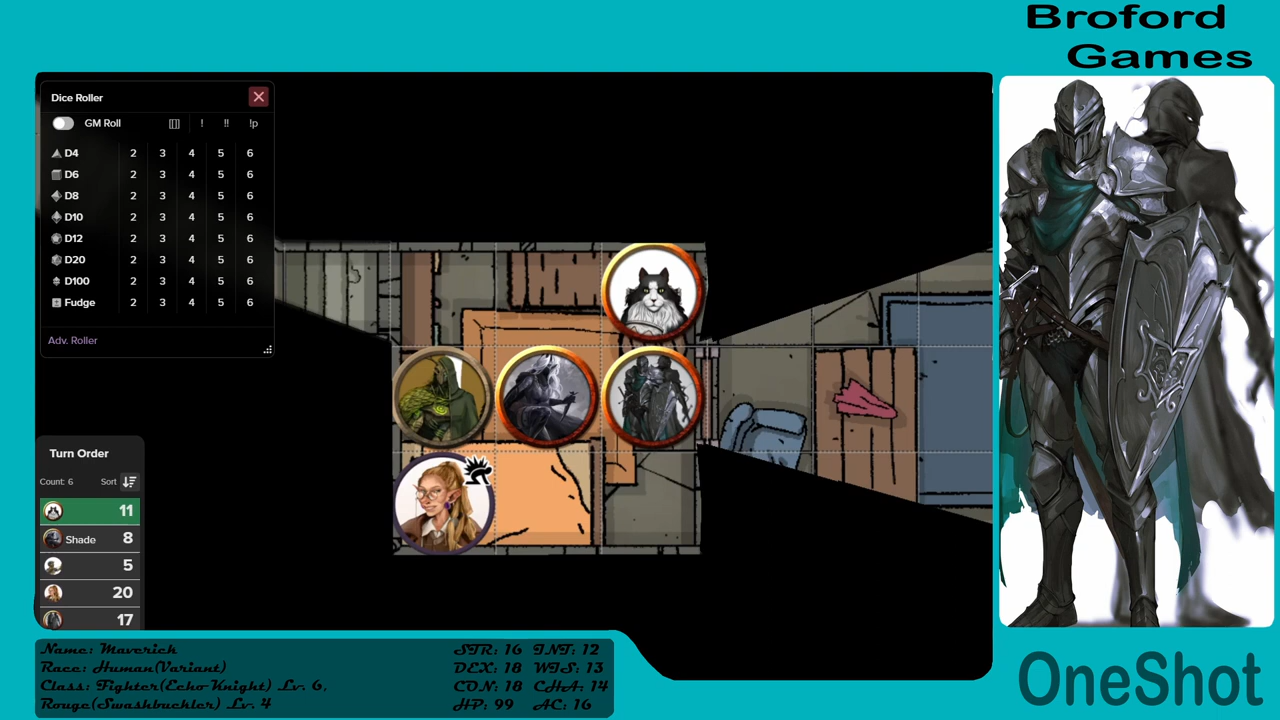 Broford
Games
Dice Roller
GM Roll [[]] ! !! !p
D4 2 3 4 5 6
D6 2 3 4 5 6
D8 2 3 4 5 6
D10 2 3 4 5 6
D12 2 3 4 5 6
D20 2 3 4 5 6
D100 2 3 4 5 6
Fudge 2 3 4 5 6
Adv. Roller
Turn Order
Count: 6 Sort
11
Shade 8
5
20
17
Name: Maverick STR: 16 INT: 12
Race: Human(Variant) DEX: 18 WIS: 13
Class: Fighter(Echo Knight) Lv. 6, CON: 18 CHA: 14
Rouge(Swashbuckler) Lv. 4 HP: 99 AC: 16
OneShot